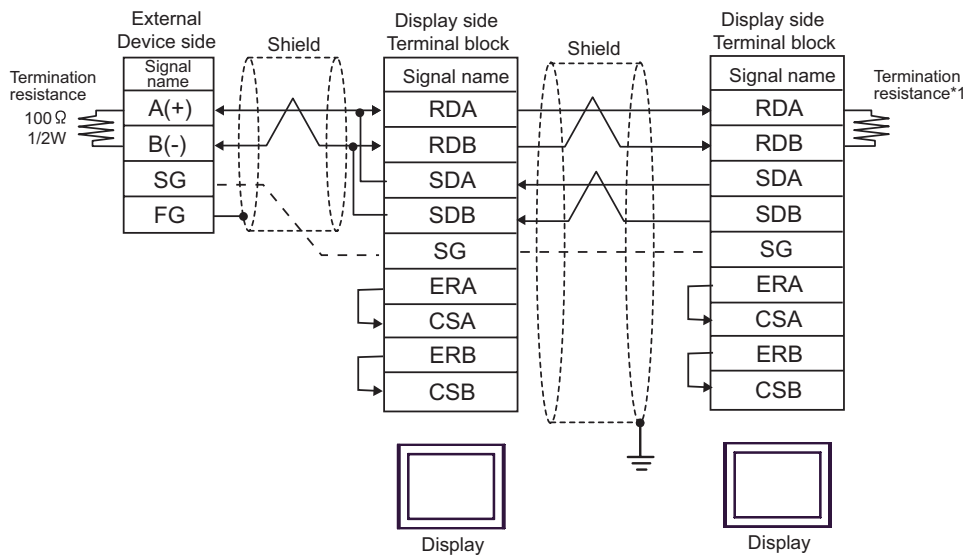 External
Device side
Shield
Display side
Terminal block
Shield
Display side
Terminal block
Termination
resistance
100Ω
1/2W
Signal
name
A(+)
B(-)
SG
FG
Signal name
RDA
RDB
SDA
SDB
SG
ERA
CSA
ERB
CSB
Signal name
RDA
RDB
SDA
SDB
SG
ERA
CSA
ERB
CSB
Termination
resistance*1
Display
Display